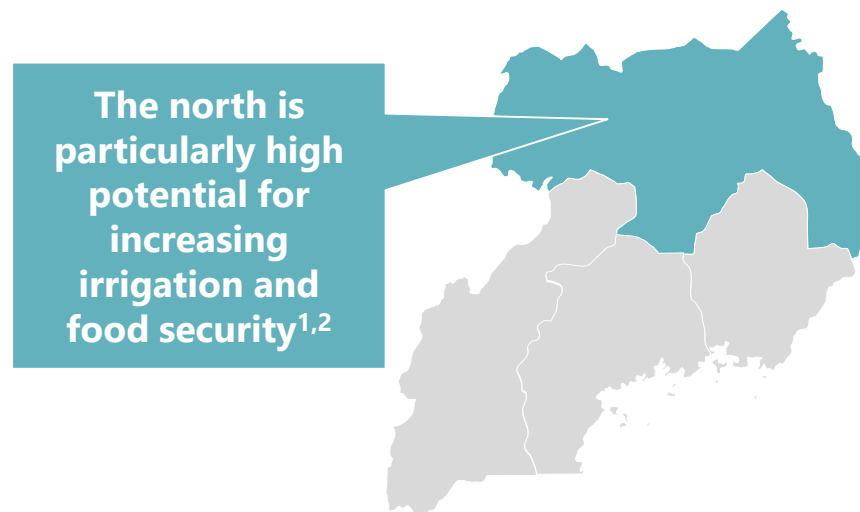 The north is
particularly high
potential for
increasing
irrigation and
food security1,2